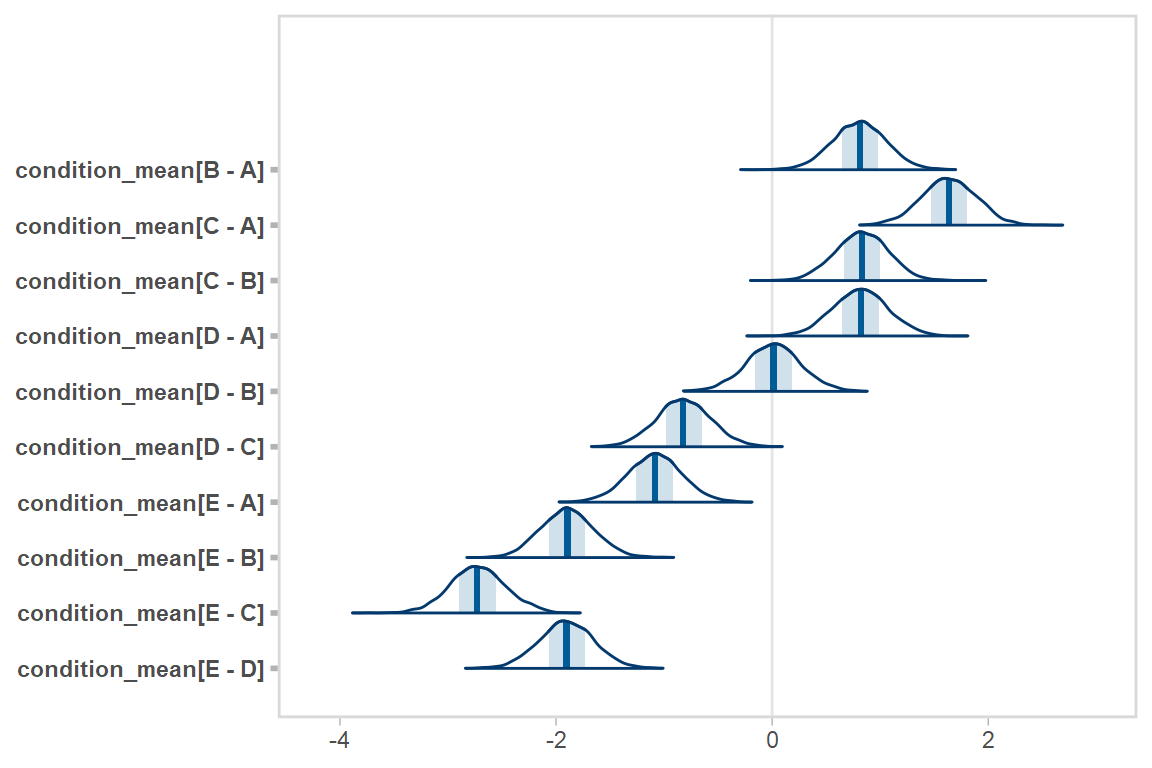 condition_mean[B - A]
condition_mean[C - A]
condition_mean[C - B]
condition_mean[D - A]
condition_mean[D - B]
condition_mean[D - C]
condition_mean[E - A]
condition_mean[E - B]
condition_mean[E - C]
condition_mean[E - D]
-4 -2 0 2